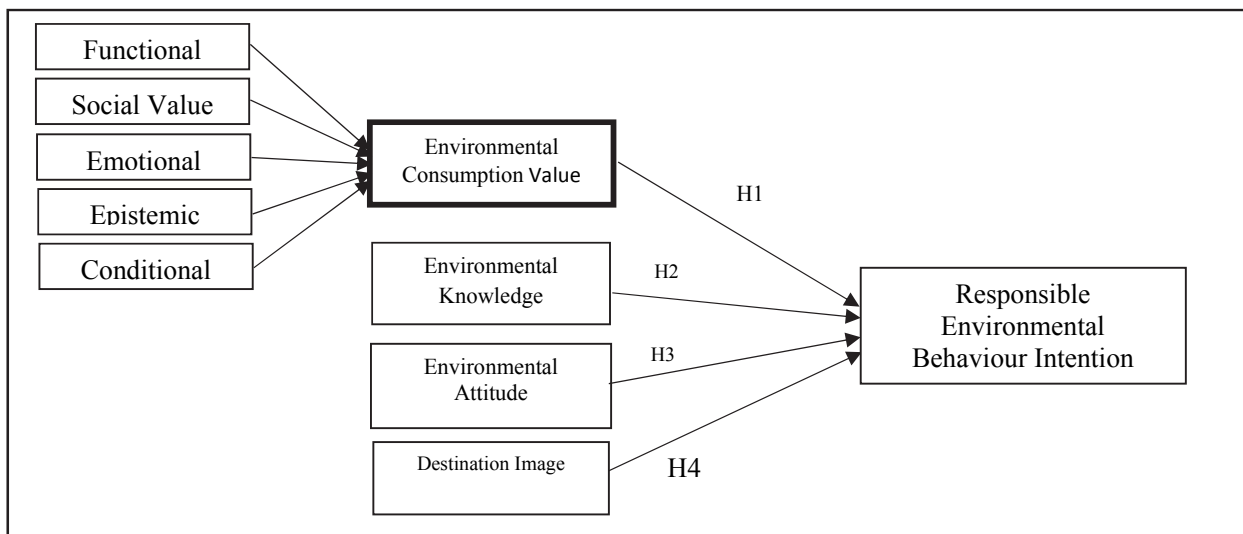 Functional
Social Value
Emotional
Epistemic
Conditional
Environmental
Consumption Value
H1
Environmental
Knowledge
H2
Environmental
Attitude
H3
Destination Image
H4
Responsible
Environmental
Behaviour Intention